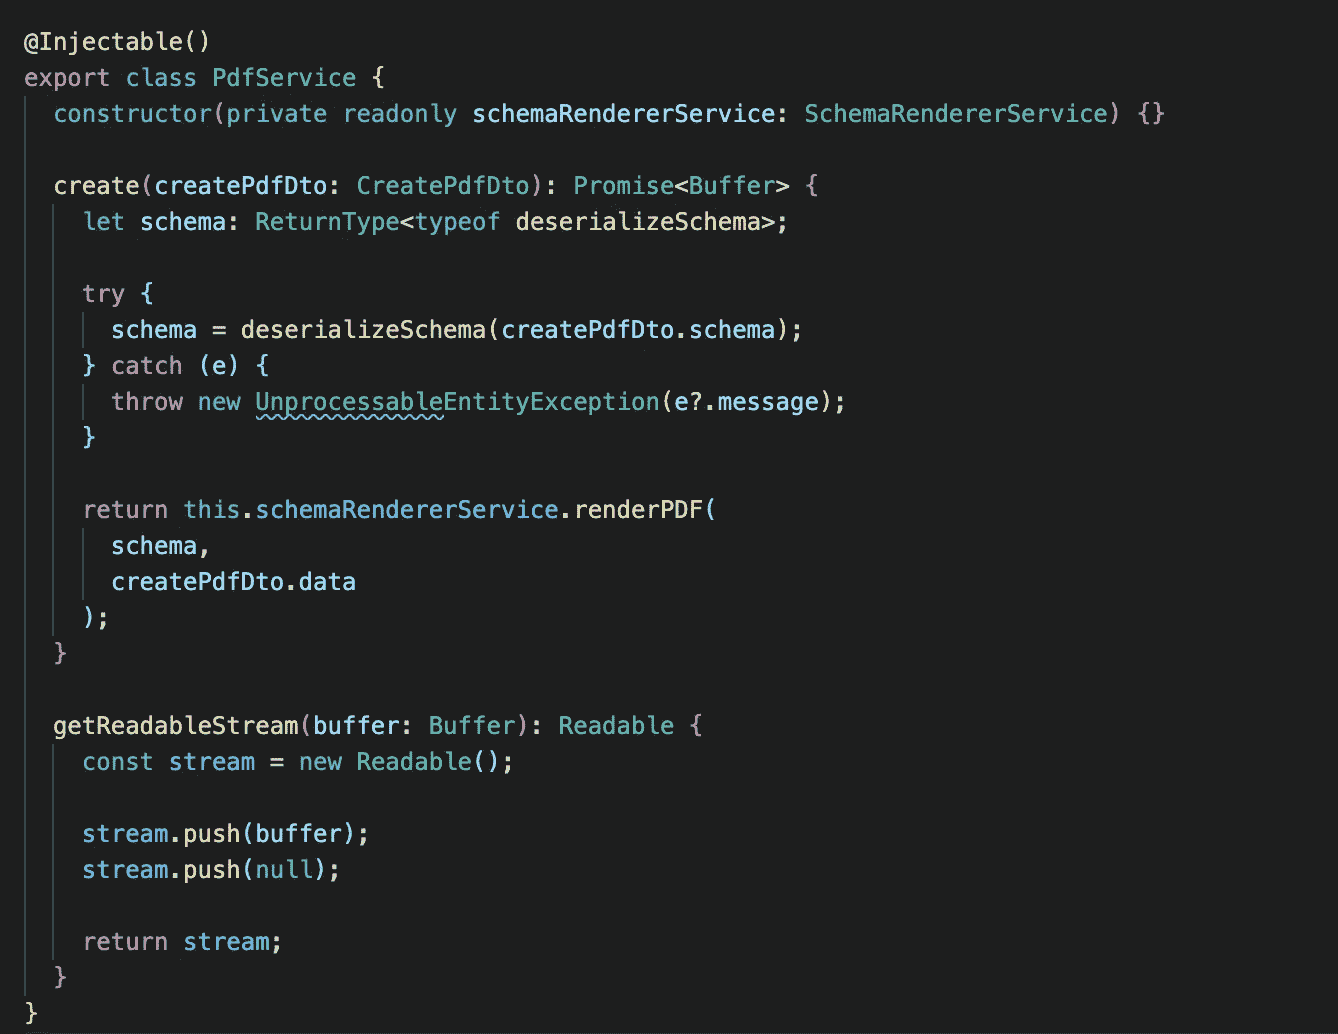 @Injectable()
export class PdfService {
  constructor(private readonly schemaRendererService: SchemaRendererService) {}

  create(createPdfDto: CreatePdfDto): Promise<Buffer> {
    let schema: ReturnType<typeof deserializeSchema>;

    try {
      schema = deserializeSchema(createPdfDto.schema);
    } catch (e) {
      throw new UnprocessableEntityException(e?.message);
    }

    return this.schemaRendererService.renderPDF(
      schema,
      createPdfDto.data
    );
  }

  getReadableStream(buffer: Buffer): Readable {
    const stream = new Readable();

    stream.push(buffer);
    stream.push(null);

    return stream;
  }
}